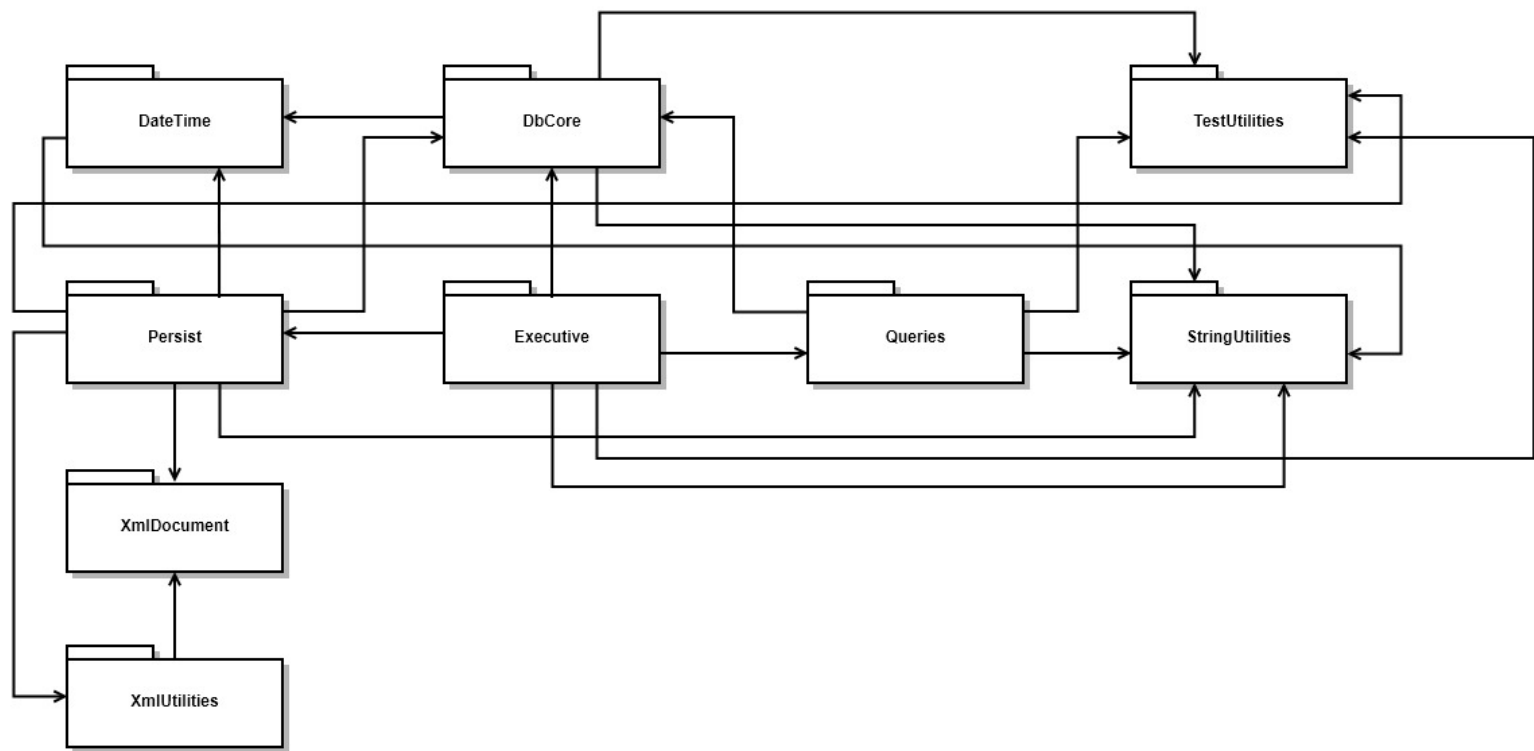 DateTime
DbCore
TestUtilities
Persist
Executive
Queries
StringUtilities
XmlDocument
XmlUtilities